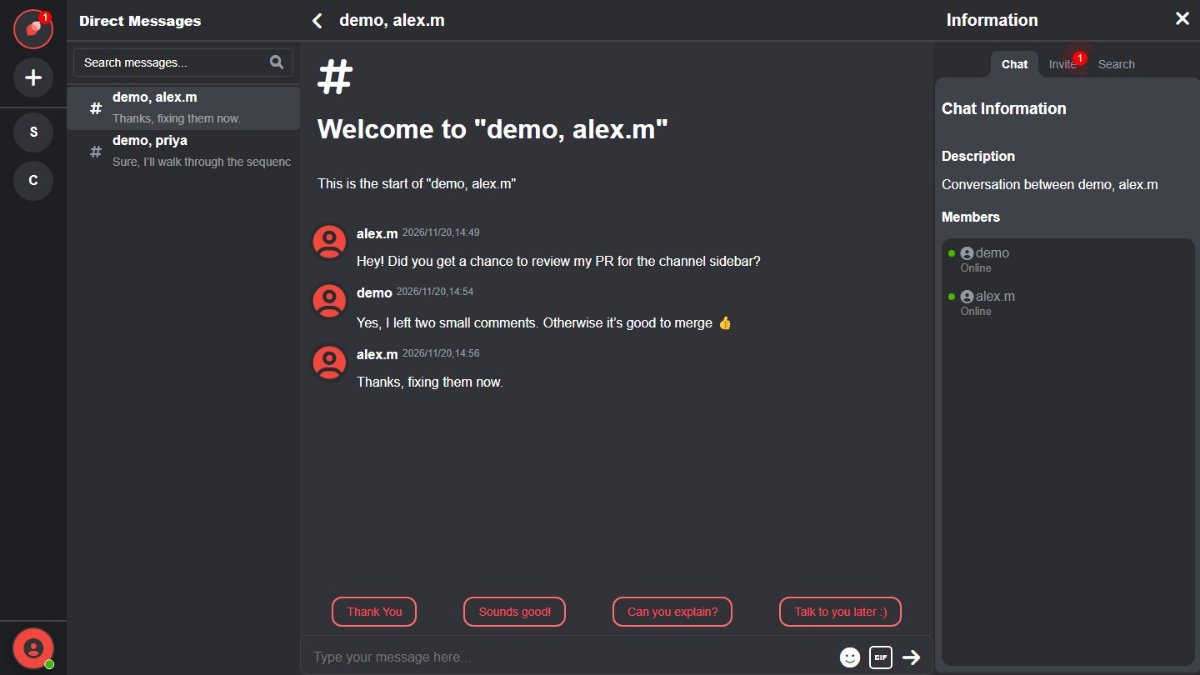 1
Direct Messages
demo, alex.m
Information
Search messages...
Chat
Invite
1
Search
S
C
#
demo, alex.m
Thanks, fixing them now.
#
demo, priya
Sure, I'll walk through the sequenc
#
Welcome to "demo, alex.m"
This is the start of "demo, alex.m"
alex.m 2026/11/20,14:49
Hey! Did you get a chance to review my PR for the channel sidebar?
demo 2026/11/20,14:54
Yes, I left two small comments. Otherwise it's good to merge 👍
alex.m 2026/11/20,14:56
Thanks, fixing them now.
Thank You
Sounds good!
Can you explain?
Talk to you later :)
Type your message here...
GIF
Chat Information
Description
Conversation between demo, alex.m
Members
demo
Online
alex.m
Online